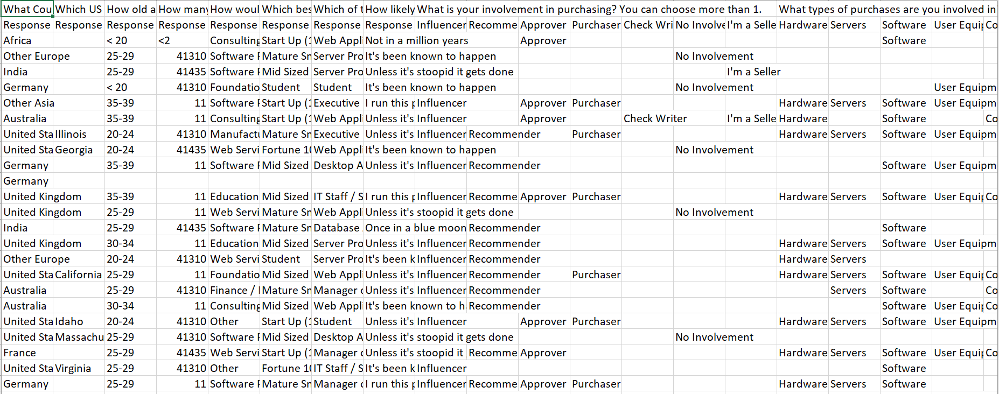 What Cou Which US How old a How many How woul Which bes Which of t How likely What is your involvement in purchasing? You can choose more than 1. What types of purchases are you involved in
Response Response Response Response Response Response Response Response Influencer Recomme Approver Purchaser Check Wri No Involve I'm a Selle Hardware Servers Software User Equip Co
Africa < 20 <2 Consulting Start Up (1 Web Appli Not in a million years Approver Software
Other Europe 25-29 41310 Software P Mature Sm Server Pro It's been known to happen No Involvement
India 25-29 41435 Software P Mid Sized Server Pro Unless it's stoopid it gets done I'm a Seller
Germany < 20 41310 Foundatio Student Student It's been known to happen No Involvement User Equipm
Other Asia 35-39 11 Software P Start Up (1 Executive I run this p Influencer Approver Purchaser Hardware Servers Software User Equipm
Australia 35-39 11 Consulting Start Up (1 Web Appli Unless it's Influencer Approver Check Writer I'm a Selle Hardware Software Co
United Sta Illinois 20-24 41310 Manufactu Mature Sm Executive Unless it's Influencer Recommender Purchaser Hardware Servers Software User Equipm
United Sta Georgia 20-24 41435 Web Servi Fortune 10 Web Appli It's been known to happen No Involvement
Germany 35-39 11 Software P Mid Sized Desktop A Unless it's Influencer Recommender Software User Equipm
Germany
United Kingdom 35-39 11 Education Mid Sized IT Staff / S I run this p Influencer Recomme Approver Purchaser Hardware Servers Software User Equip Co
United Kingdom 25-29 11 Web Servi Mature Sm Web Appli Unless it's stoopid it gets done No Involvement
India 25-29 41435 Software P Mature Sm Database Once in a blue moon Recommender Software
United Kingdom 30-34 11 Education Mid Sized Server Pro Unless it's Influencer Recommender Hardware Servers Software User Equipm
Other Europe 20-24 41310 Web Servi Student Server Pro It's been k Influencer Recommender Hardware Servers
United Sta California 25-29 11 Foundatio Mid Sized Web Appli Unless it's Influencer Recommender Purchaser Hardware Servers Software User Equip Co
Australia 25-29 41310 Finance / Mature Sm Manager Unless it's Influencer Recommender Servers Software Co
Australia 30-34 11 Consulting Mid Sized Web Appli It's been known to h Recommender Software User Equip Co
United Sta Idaho 20-24 41310 Other Start Up (1 Student Unless it's Influencer Approver Purchaser Hardware Servers Software User Equipm
United Sta Massachu 25-29 41310 Software P Mid Sized Desktop A Unless it's stoopid it gets done No Involvement
France 25-29 41435 Web Servi Start Up (1 Manager Unless it's stoopid it Recomme Approver Hardware Servers Software User Equip Co
United Sta Virginia 25-29 41310 Other Fortune 10 IT Staff / S It's been k Influencer Software
Germany 25-29 11 Software P Mature Sm Manager I run this p Influencer Recomme Approver Purchaser Hardware Servers Software